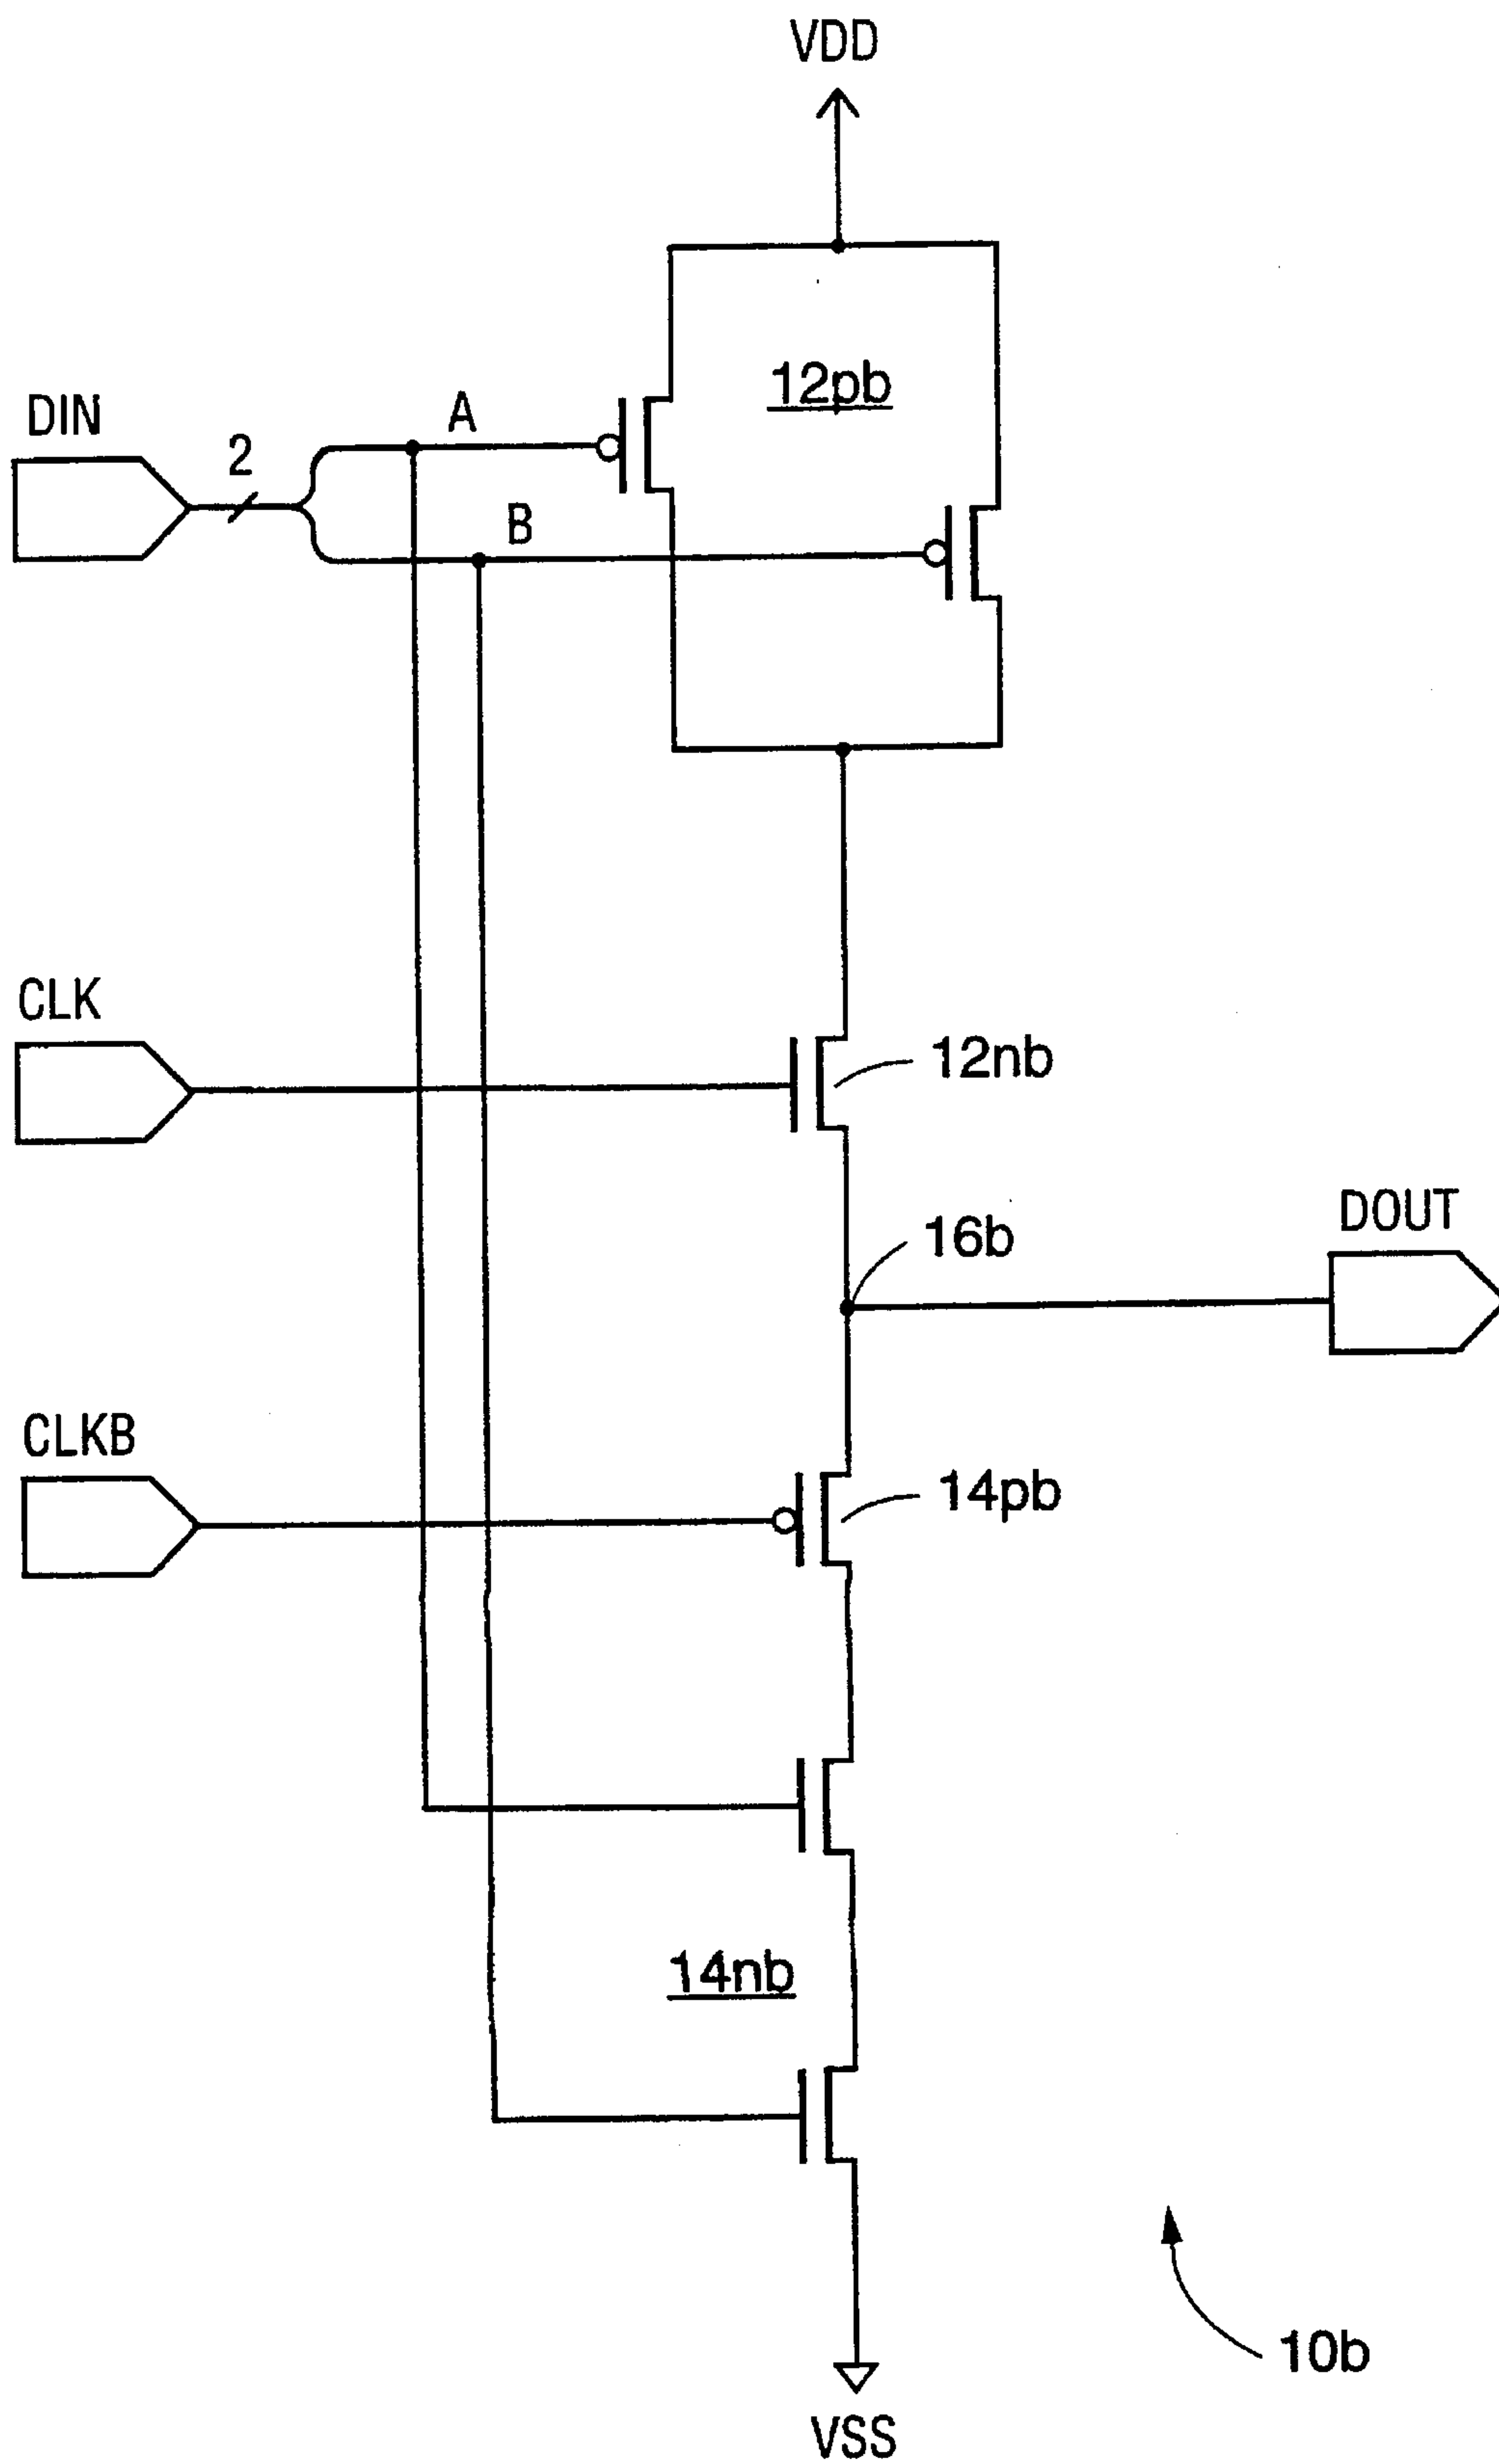 VDD
12pb
DIN
2
A
B
CLK
12nb
16b
DOUT
CLKB
14pb
14nb
10b
VSS